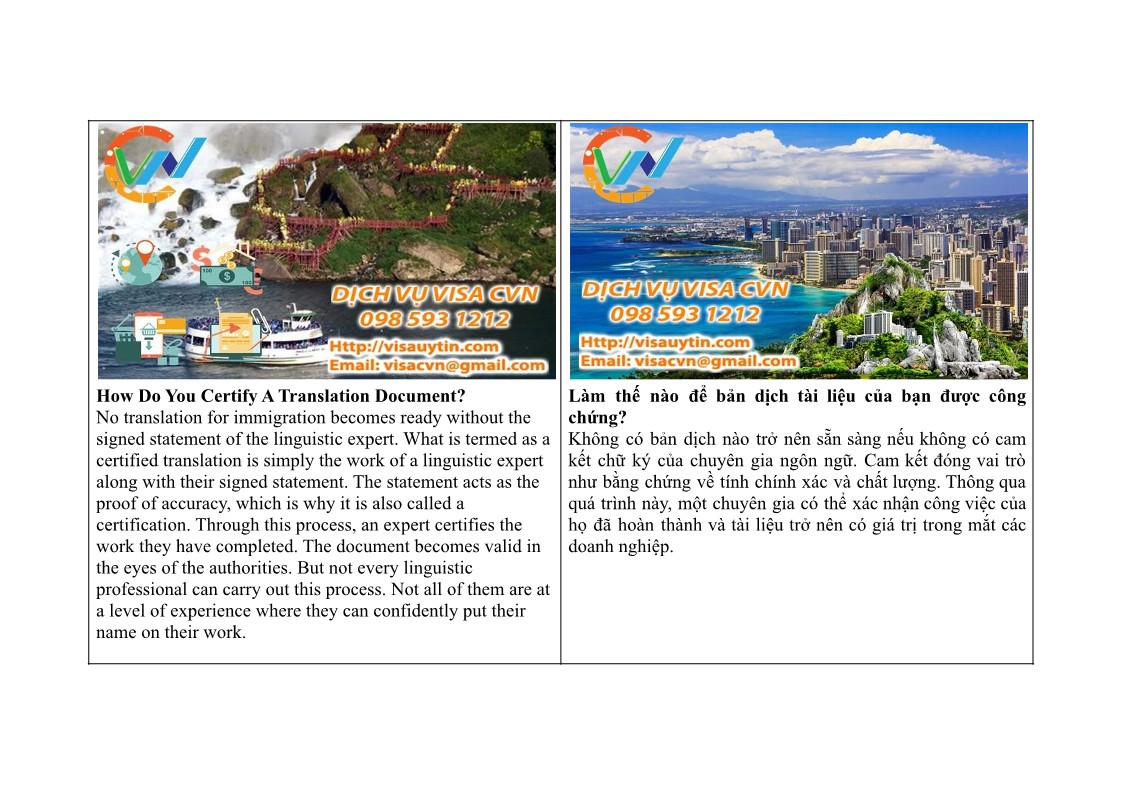 CVN
DỊCH VỤ VISA CVN
098 593 1212
Http://visauytin.com
Email: visacvn@gmail.com
How Do You Certify A Translation Document?
No translation for immigration becomes ready without the
signed statement of the linguistic expert. What is termed as a
certified translation is simply the work of a linguistic expert
along with their signed statement. The statement acts as the
proof of accuracy, which is why it is also called a
certification. Through this process, an expert certifies the
work they have completed. The document becomes valid in
the eyes of the authorities. But not every linguistic
professional can carry out this process. Not all of them are at
a level of experience where they can confidently put their
name on their work.
CVN
DỊCH VỤ VISA CVN
098 593 1212
Http://visauytin.com
Email: visacvn@gmail.com
Làm thế nào để bản dịch tài liệu của bạn được công
chứng?
Không có bản dịch nào trở nên sẵn sàng nếu không có cam
kết chữ ký của chuyên gia ngôn ngữ. Cam kết đóng vai trò
như bằng chứng về tính chính xác và chất lượng. Thông qua
quá trình này, một chuyên gia có thể xác nhận công việc của
họ đã hoàn thành và tài liệu trở nên có giá trị trong mắt các
doanh nghiệp.